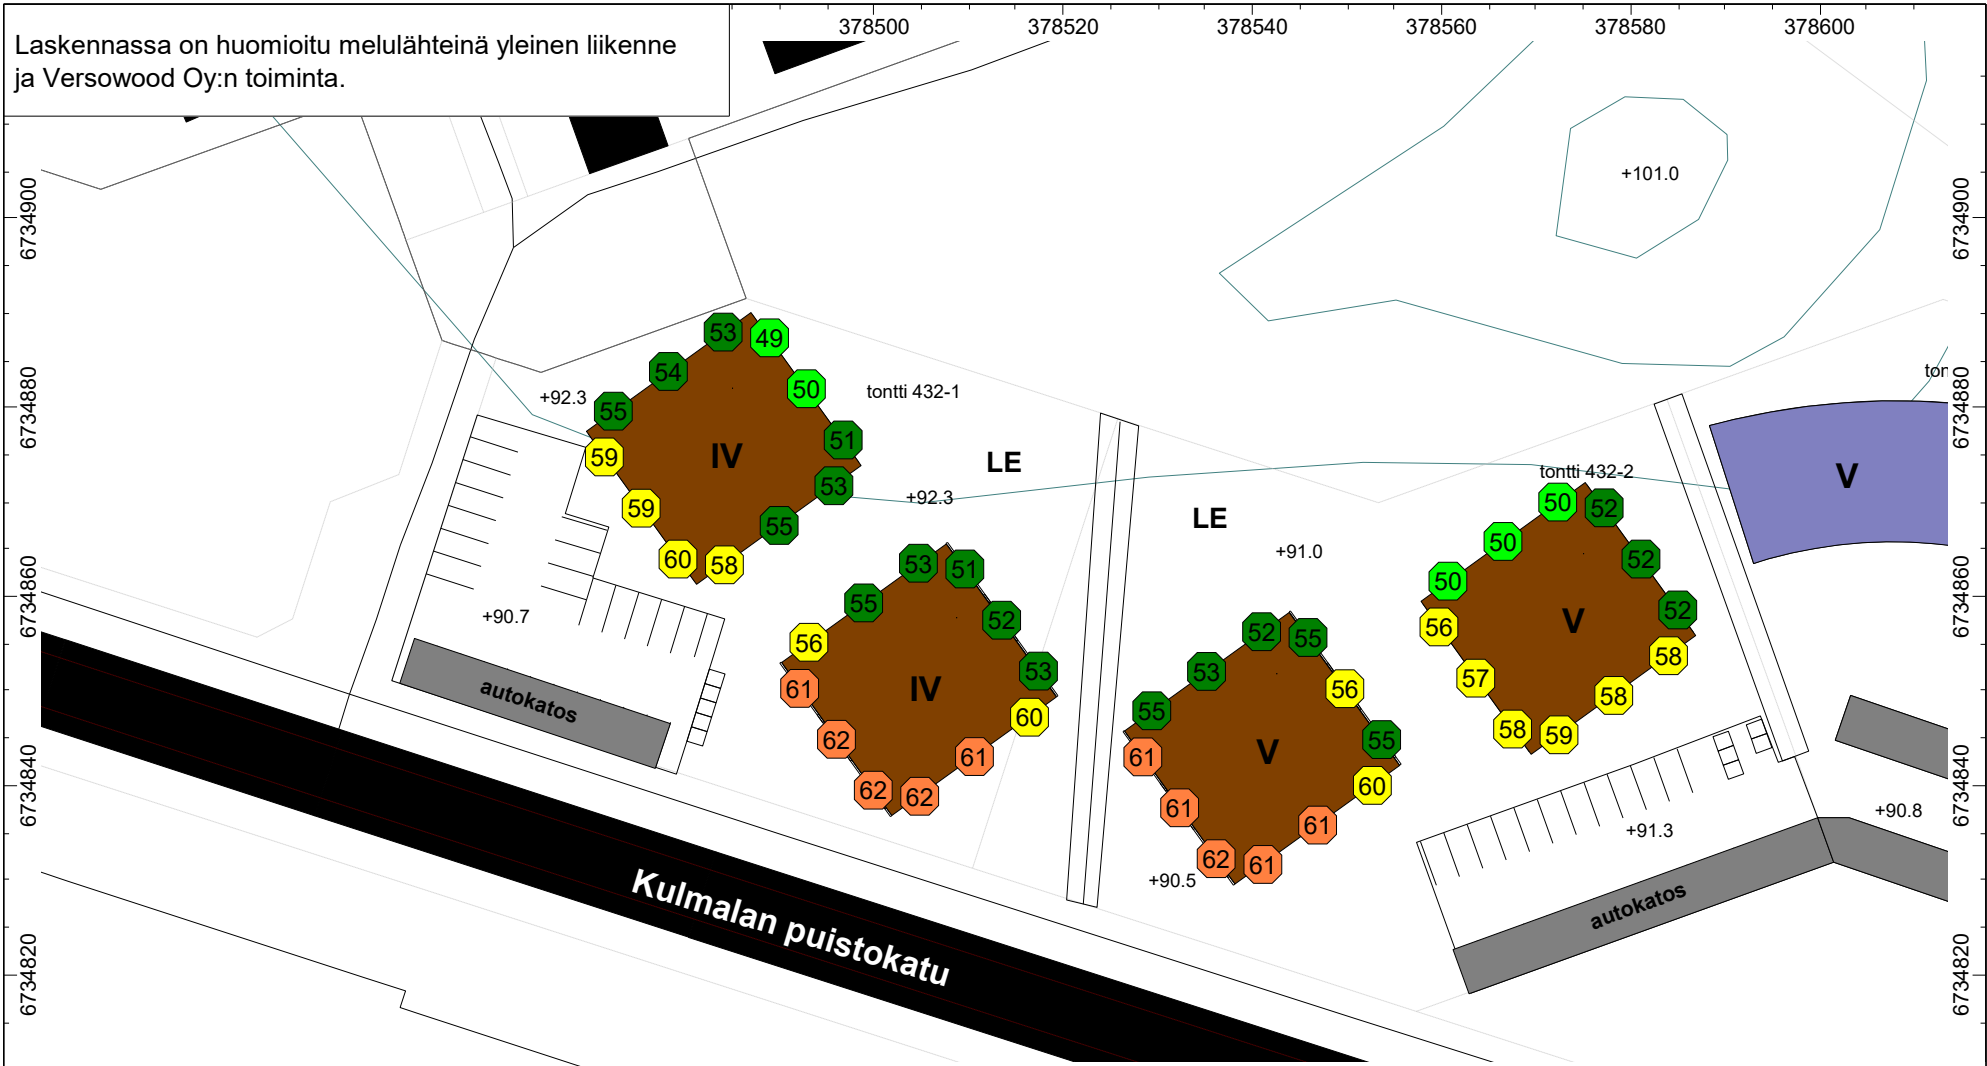 378500 378520 378540 378560 378580 378600
Laskennassa on huomioitu melulähteinä yleinen liikenne
ja Versowood Oy:n toiminta.
6734900 6734900
6734880 6734880
6734860 6734860
6734840 6734840
6734820 6734820
+101.0
+92.3
tontti 432-1
LE
+92.3
53 49
54 50
55 51
59 IV 53
59 55
60 58
+90.7
autokatos
53 51
55 52
56 53
61 IV 60
62 61
62 62
LE
+91.0
52 55
53 56
55 55
61 V 60
61 61
62 61
+90.5
tontti 432-2
50 52
50 52
50 52
56 V 58
57 58
58 59
V
+91.3
+90.8
autokatos
Kulmalan puistokatu